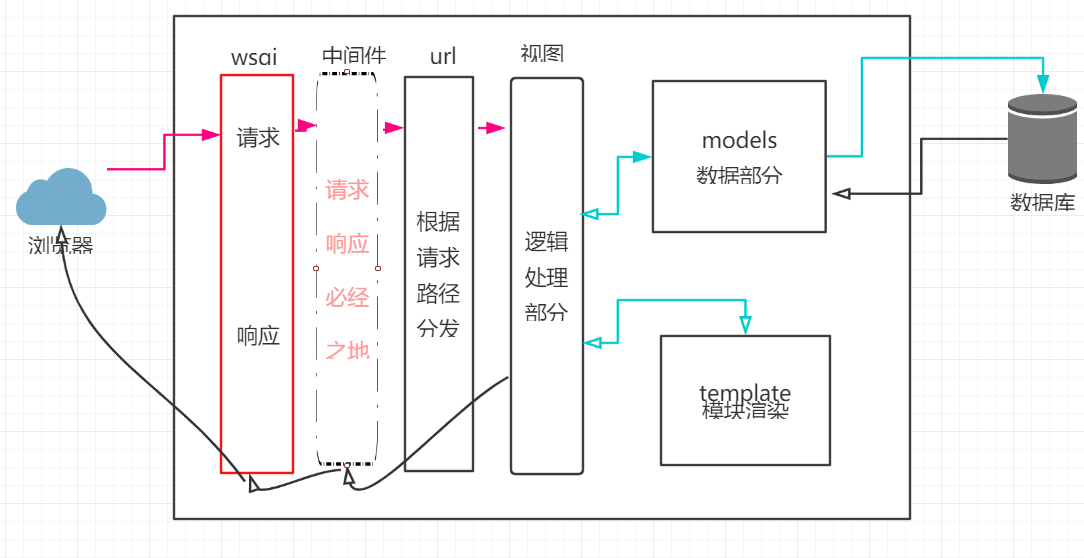 wsgi
中间件
url
视图
请求
响应
请求
响应
必经
之地
根据
请求
路径
分发
逻辑
处理
部分
models
数据部分
template
模块渲染
浏览器
数据库